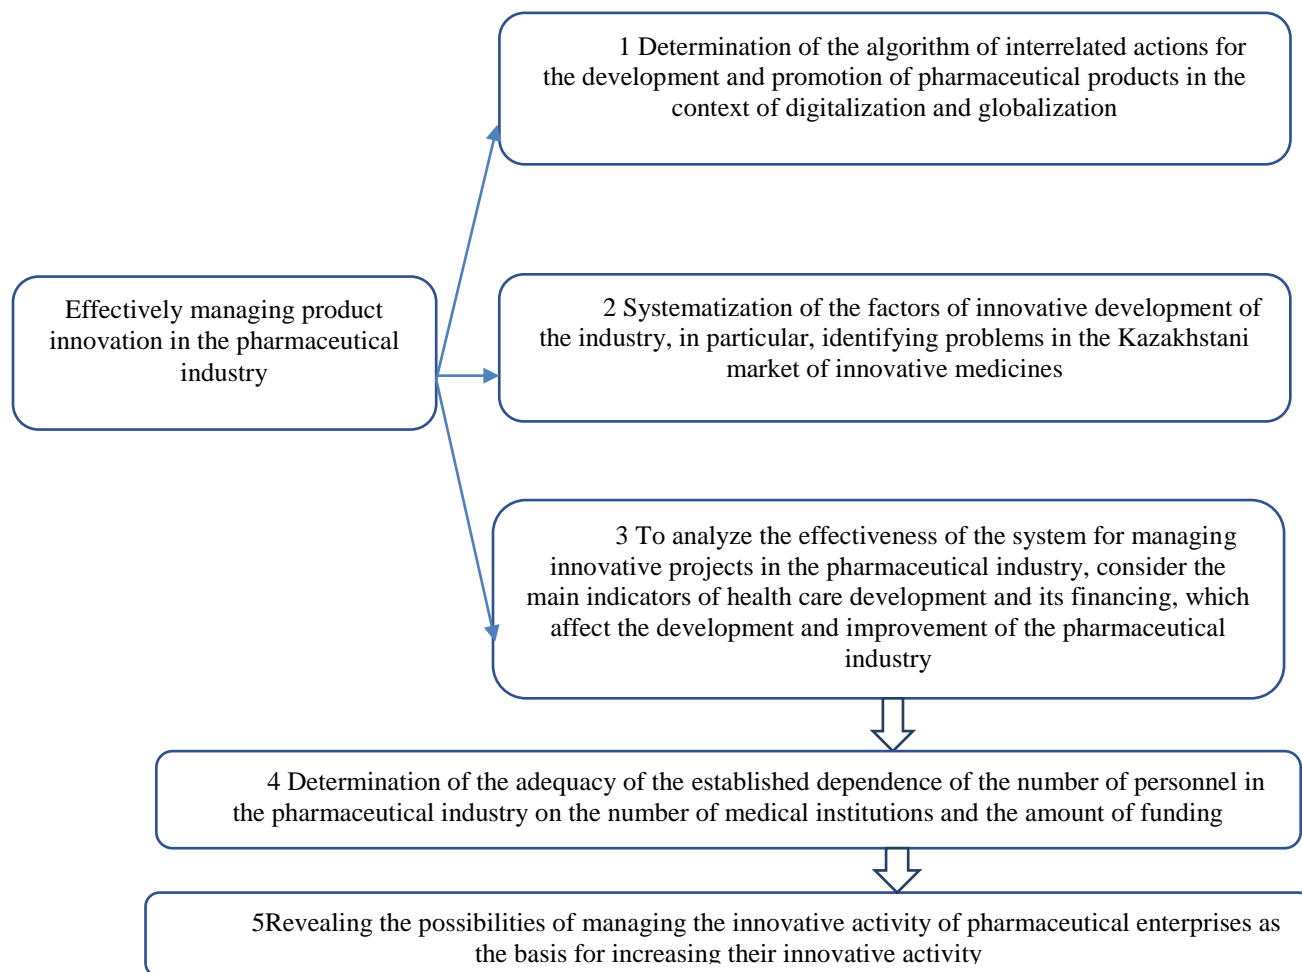 1 Determination of the algorithm of interrelated actions for
the development and promotion of pharmaceutical products in the
context of digitalization and globalization
Effectively managing product
innovation in the pharmaceutical
industry
2 Systematization of the factors of innovative development of
the industry, in particular, identifying problems in the Kazakhstani
market of innovative medicines
3 To analyze the effectiveness of the system for managing
innovative projects in the pharmaceutical industry, consider the
main indicators of health care development and its financing, which
affect the development and improvement of the pharmaceutical
industry
4 Determination of the adequacy of the established dependence of the number of personnel in
the pharmaceutical industry on the number of medical institutions and the amount of funding
5Revealing the possibilities of managing the innovative activity of pharmaceutical enterprises as
the basis for increasing their innovative activity